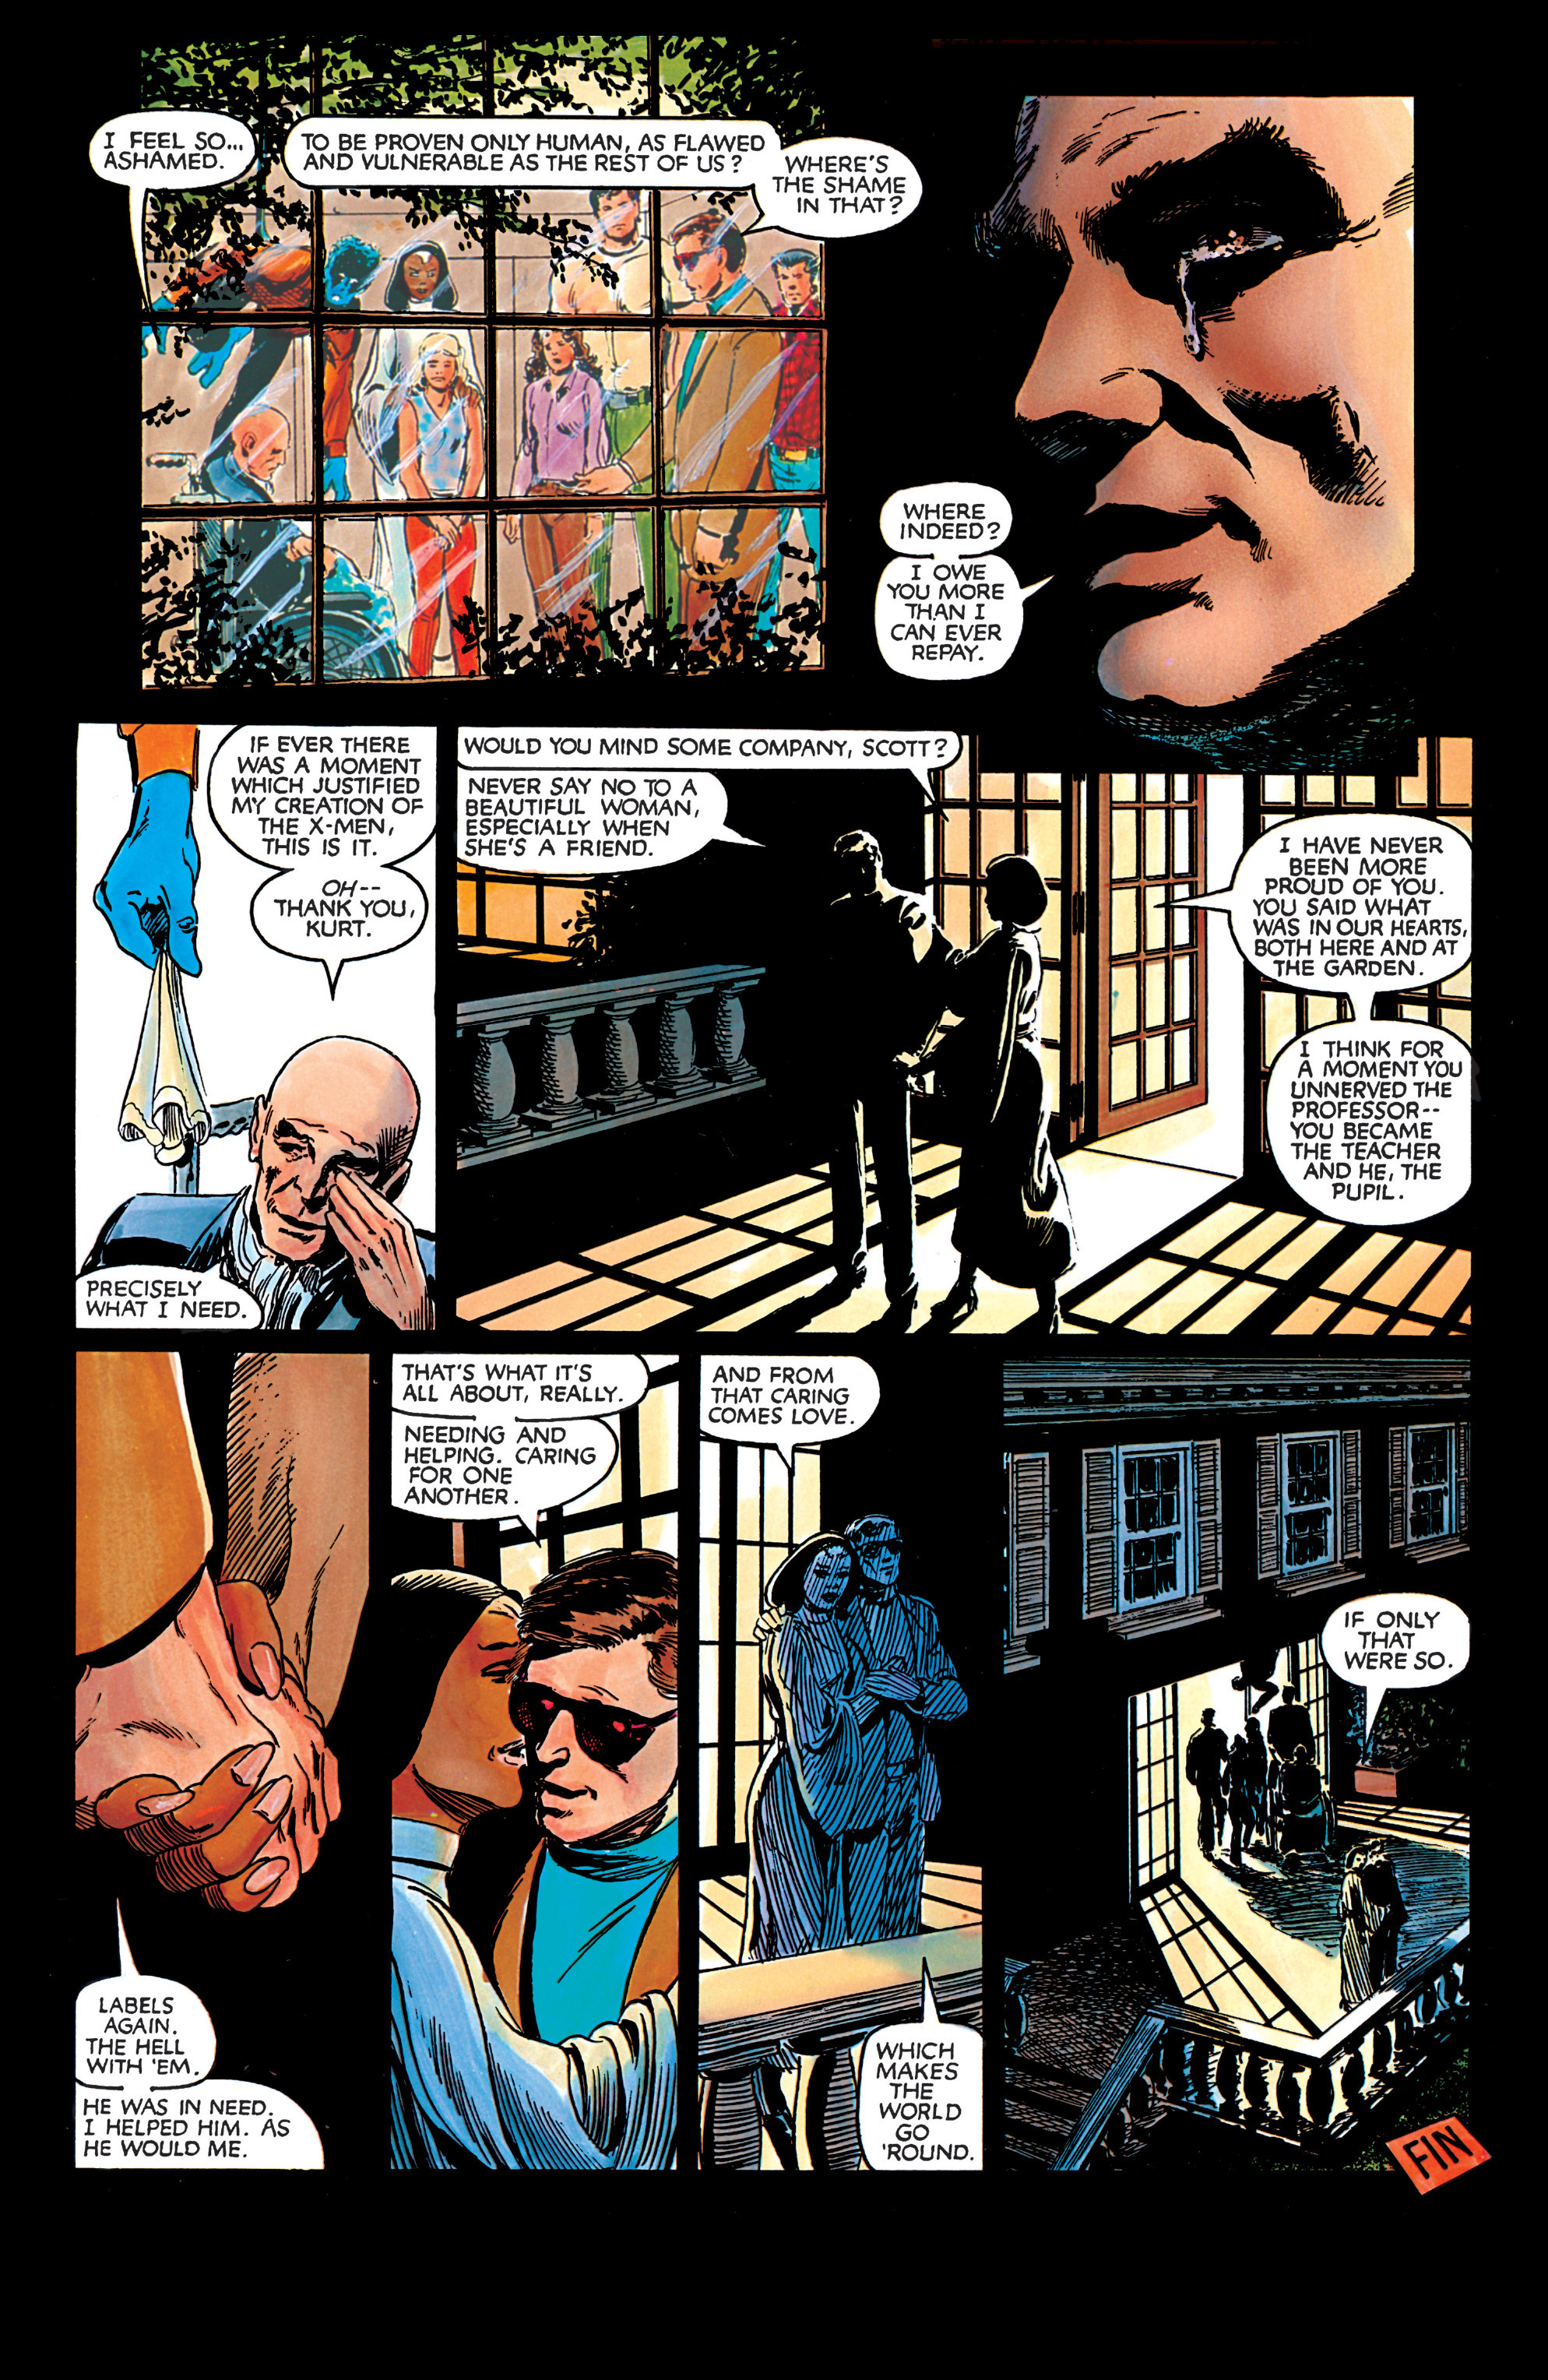 I FEEL SO...
ASHAMED.
TO BE PROVEN ONLY HUMAN, AS FLAWED
AND VULNERABLE AS THE REST OF US?
WHERE'S
THE SHAME
IN THAT?
WHERE
INDEED?
I OWE
YOU MORE
THAN I
CAN EVER
REPAY.
IF EVER THERE
WAS A MOMENT
WHICH JUSTIFIED
MY CREATION OF
THE X-MEN,
THIS IS IT.
OH--
THANK YOU,
KURT.
PRECISELY
WHAT I NEED.
WOULD YOU MIND SOME COMPANY, SCOTT?
NEVER SAY NO TO A
BEAUTIFUL WOMAN,
ESPECIALLY WHEN
SHE'S A FRIEND.
I HAVE NEVER
BEEN MORE
PROUD OF YOU.
YOU SAID WHAT
WAS IN OUR HEARTS,
BOTH HERE AND AT
THE GARDEN.
I THINK FOR
A MOMENT YOU
UNNERVED THE
PROFESSOR--
YOU BECAME
THE TEACHER
AND HE, THE
PUPIL.
LABELS
AGAIN.
THE HELL
WITH 'EM.
HE WAS IN NEED.
I HELPED HIM. AS
HE WOULD ME.
THAT'S WHAT IT'S
ALL ABOUT, REALLY.
NEEDING AND
HELPING. CARING
FOR ONE
ANOTHER.
AND FROM
THAT CARING
COMES LOVE.
WHICH
MAKES
THE
WORLD
GO
'ROUND.
IF ONLY
THAT
WERE SO.
FIN